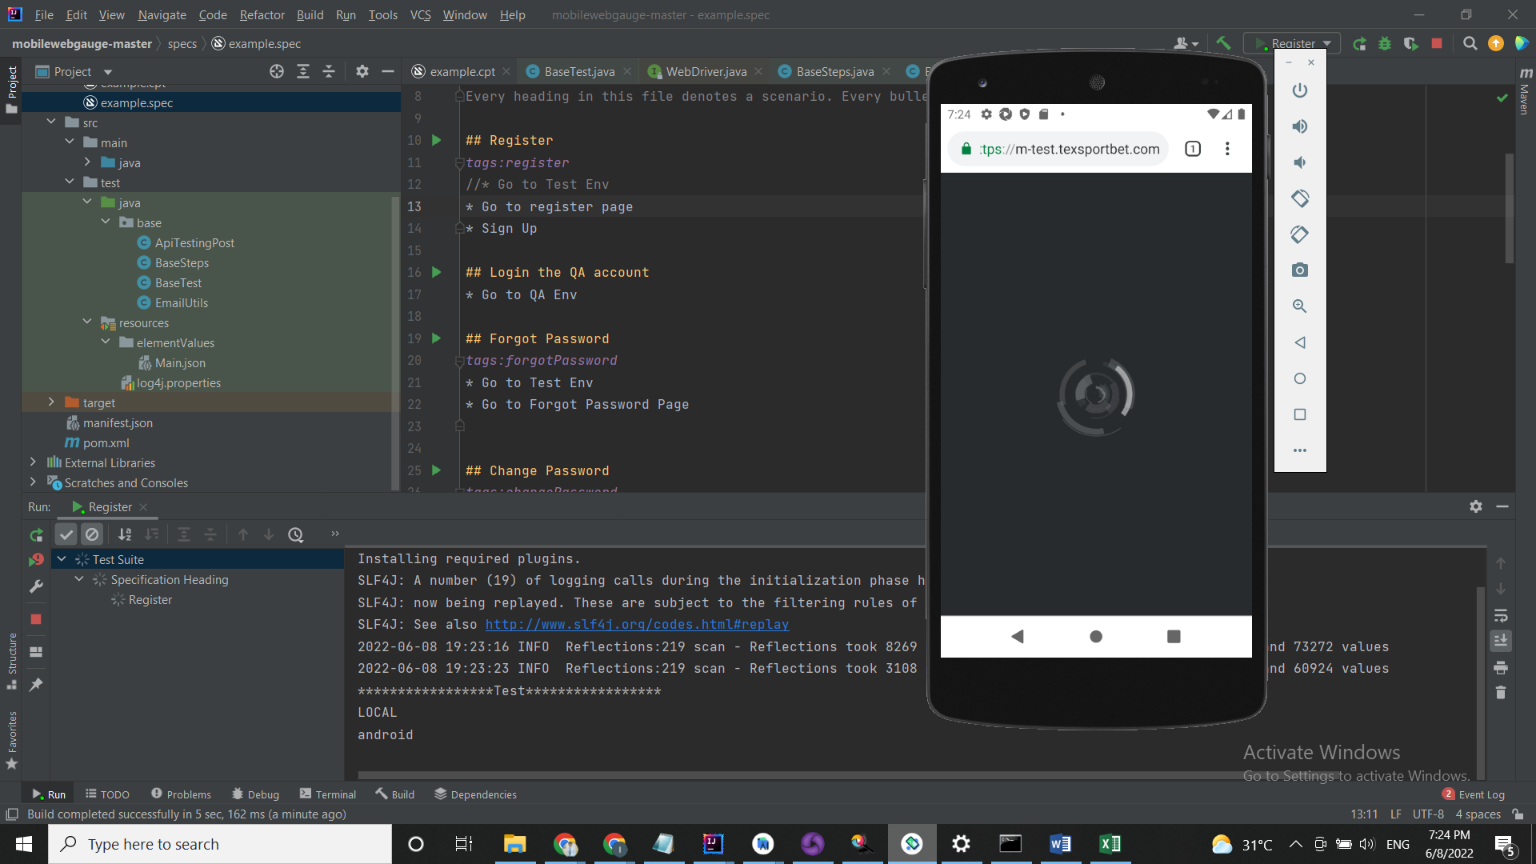 File Edit View Navigate Code Refactor Build Run Tools VCS Window Help mobilewebgauge-master - example.spec
mobilewebgauge-master specs example.spec
Register
Project
example.cpt BaseTest.java WebDriver.java BaseSteps.java
Project
Maven
example.cpt
example.spec
src
main
java
test
java
base
ApiTestingPost
BaseSteps
BaseTest
EmailUtils
resources
elementValues
Main.json
log4j.properties
target
manifest.json
pom.xml
External Libraries
Scratches and Consoles
8 Every heading in this file denotes a scenario. Every bulle
9
10 ## Register
11 tags:register
12 //* Go to Test Env
13 * Go to register page
14 * Sign Up
15
16 ## Login the QA account
17 * Go to QA Env
18
19 ## Forgot Password
20 tags:forgotPassword
21 * Go to Test Env
22 * Go to Forgot Password Page
23
24
25 ## Change Password
26 tags:changePassword
7:24
tps://m-test.texsportbet.com 1
Run: Register
Test Suite
Specification Heading
Register
Structure
Favorites
Installing required plugins.
SLF4J: A number (19) of logging calls during the initialization phase h
SLF4J: now being replayed. These are subject to the filtering rules of
SLF4J: See also http://www.slf4j.org/codes.html#replay
2022-06-08 19:23:16 INFO Reflections:219 scan - Reflections took 8269 nd 73272 values
2022-06-08 19:23:23 INFO Reflections:219 scan - Reflections took 3108 nd 60924 values
*****************Test*****************
LOCAL
android
Activate Windows
Go to Settings to activate Windows.
Run TODO Problems Debug Terminal Build Dependencies 2 Event Log
Build completed successfully in 5 sec, 162 ms (a minute ago) 13:11 LF UTF-8 4 spaces
Type here to search
31°C ENG
7:24 PM
6/8/2022
5